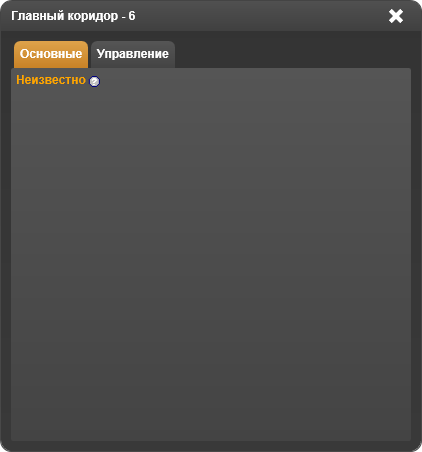 Главный коридор - 6
Основные Управление
Неизвестно